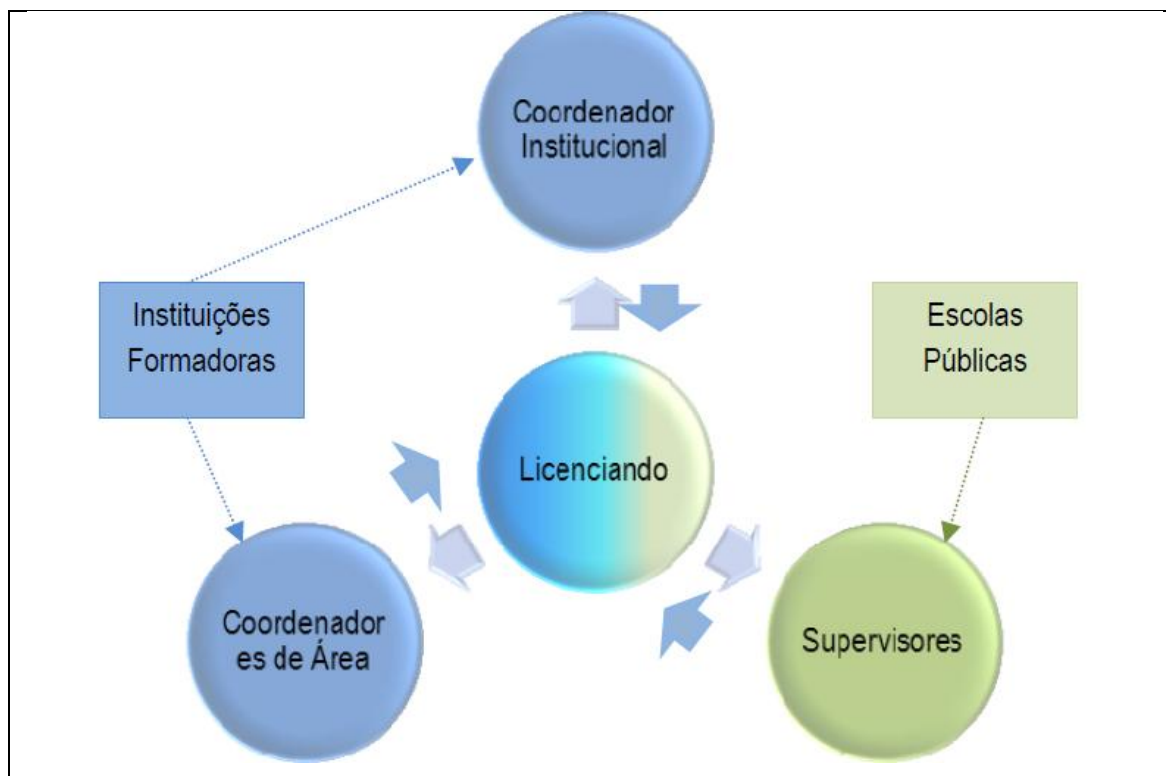 Coordenador
Institucional
Instituições
Formadoras
Escolas
Públicas
Licenciando
Coordenador
es de Área
Supervisores